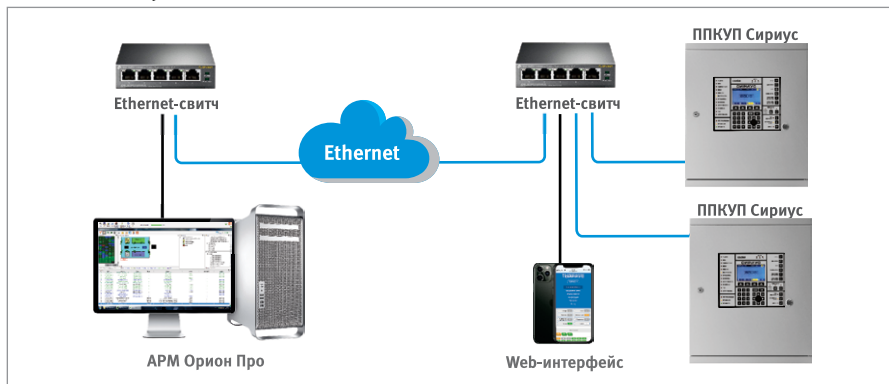 ППКУП Сириус
Ethernet-свитч
Ethernet-свитч
Ethernet
ППКУП Сириус
АРМ Орион Про
Web-интерфейс